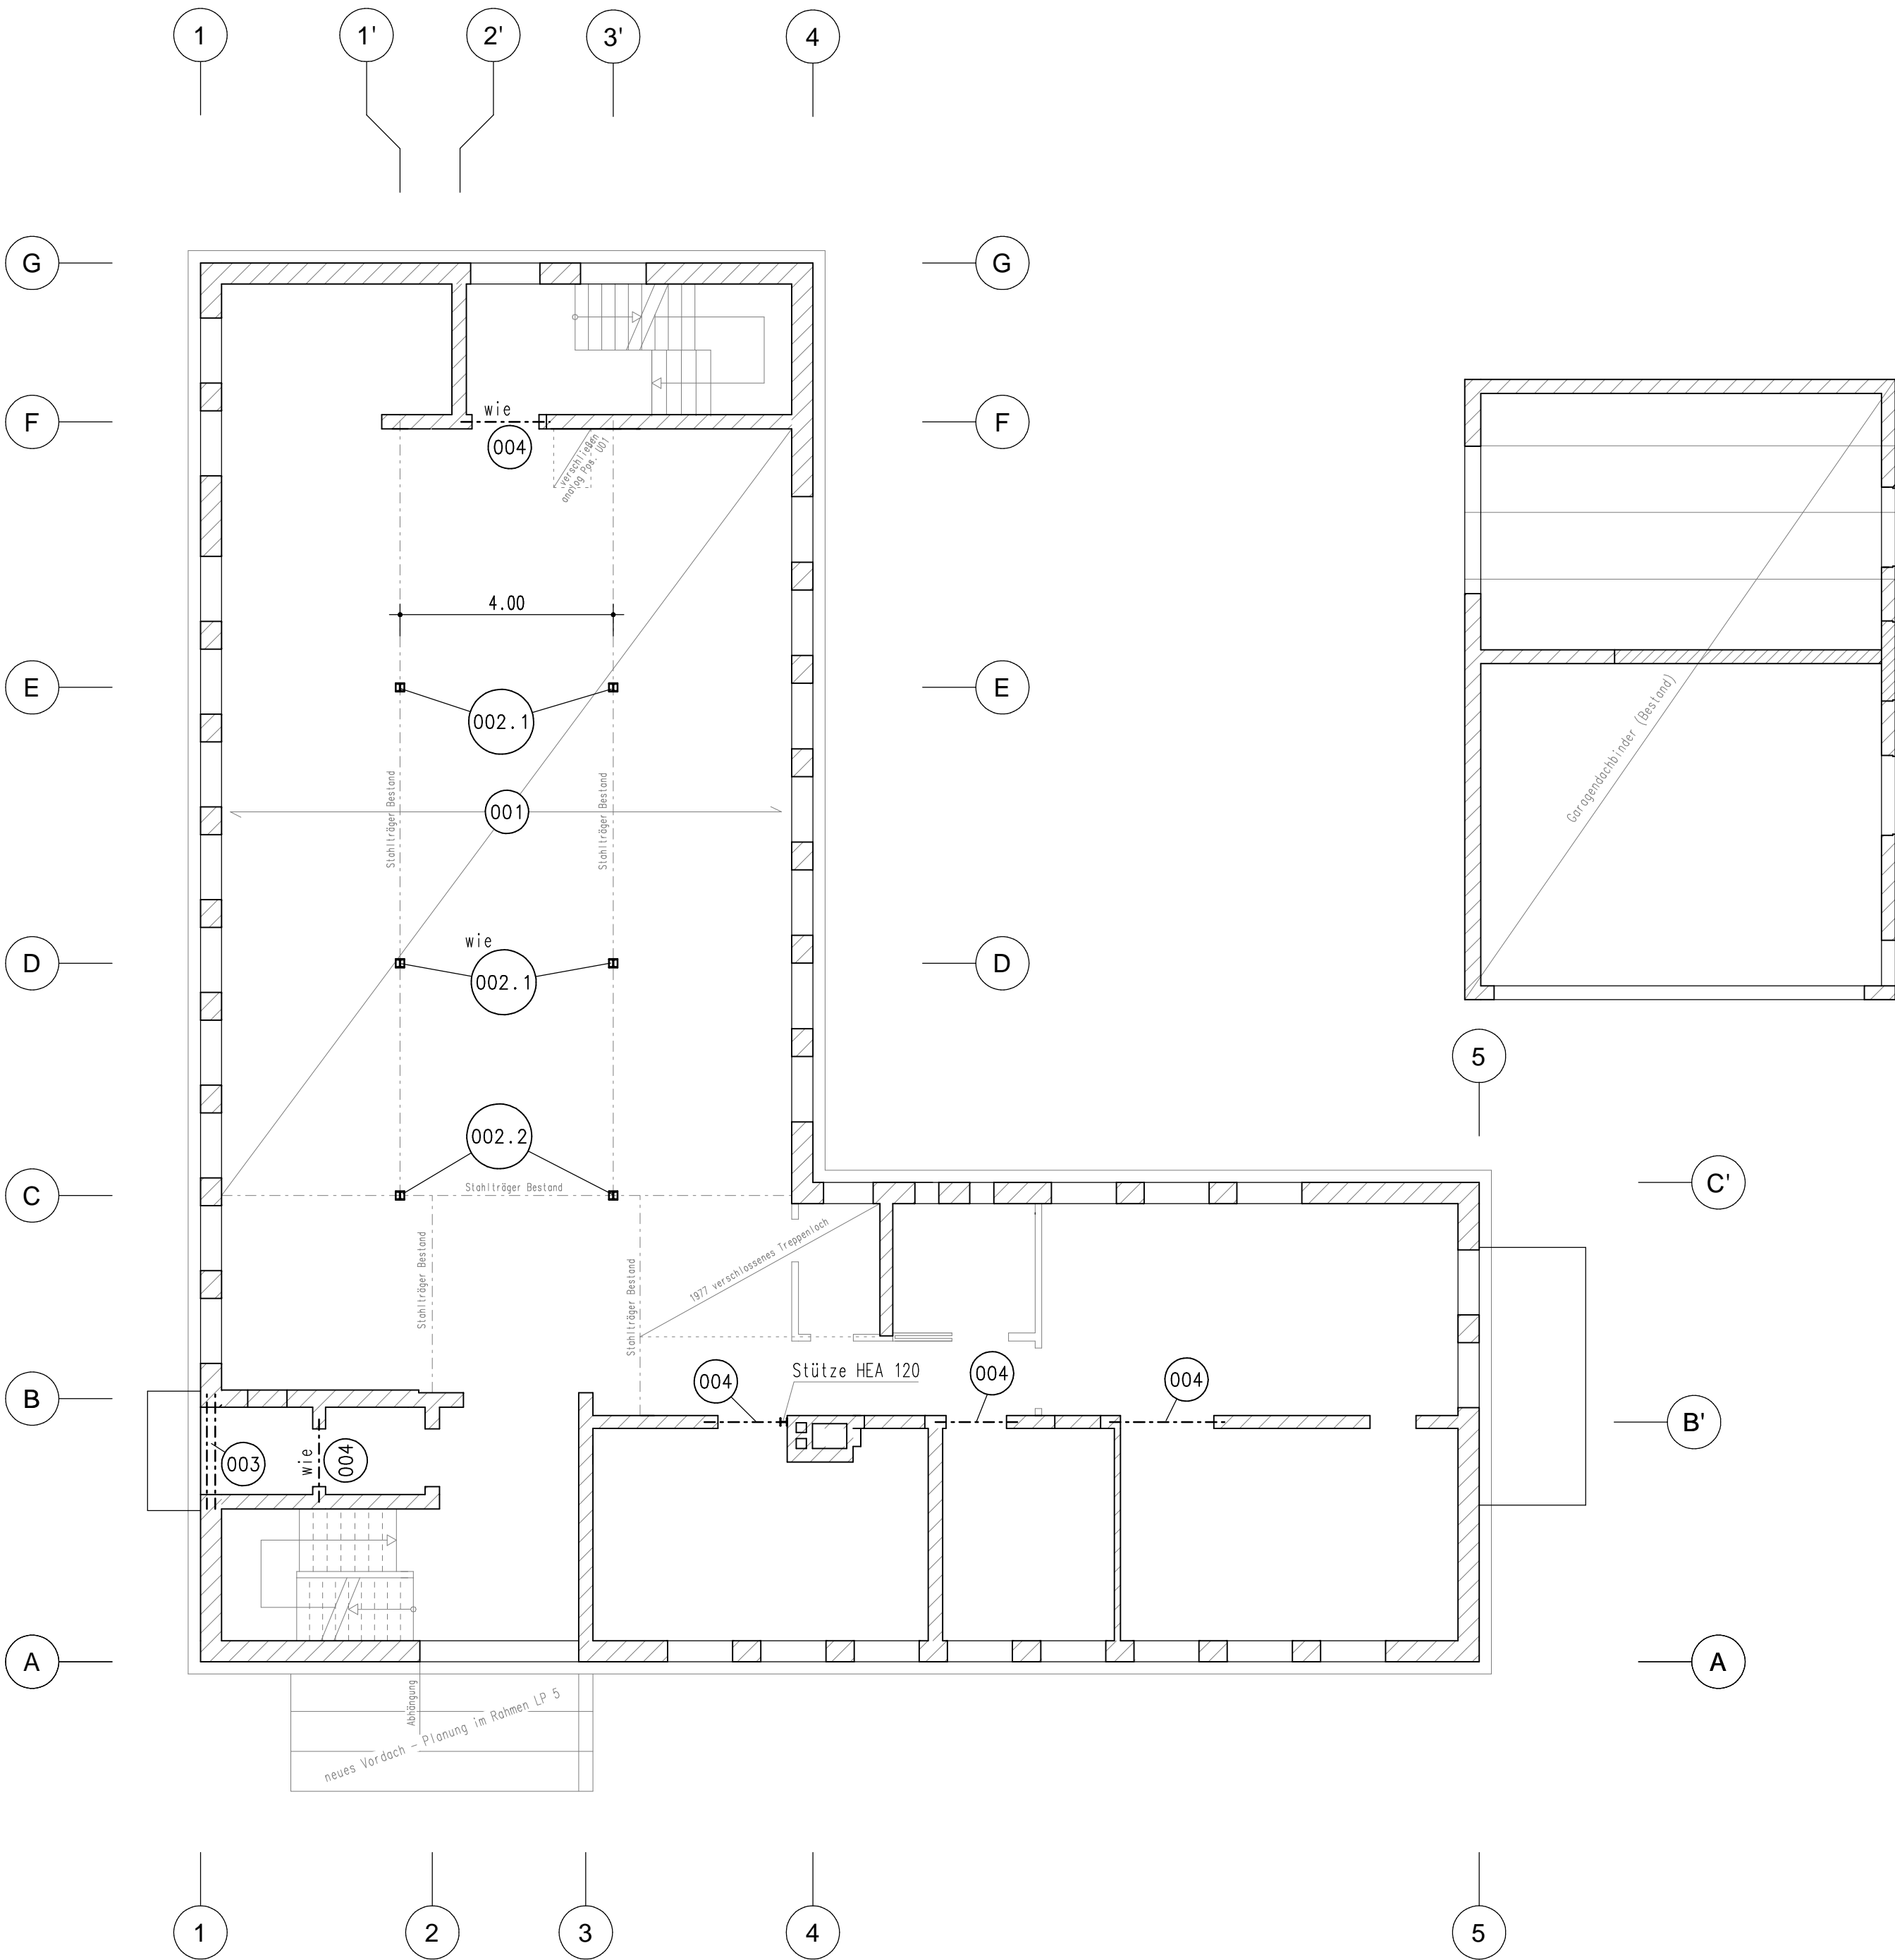 1
1'
2'
3'
4
G
G
F
wie
004
verschließen
analog Pos. U01
F
4.00
E
002.1
E
Stahlträger Bestand
Stahlträger Bestand
001
Garagendachbinder (Bestand)
D
wie
002.1
D
5
002.2
C
Stahlträger Bestand
C'
Stahlträger Bestand
Stahlträger Bestand
1977 verschlossenes Treppenloch
B
004
Stütze HEA 120
004
004
B'
003
wie
004
A
A
Abhängung
neues Vordach - Planung im Rahmen LP 5
1
2
3
4
5